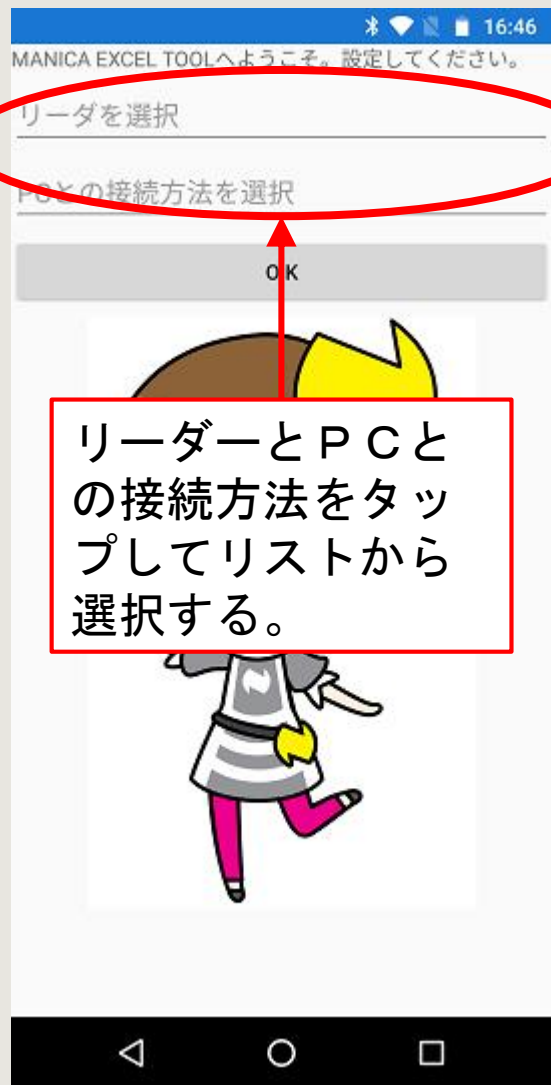 16:46
MANICA EXCEL TOOLへようこそ。設定してください。
リーダを選択
PCとの接続方法を選択
OK
リーダーとＰＣと
の接続方法をタッ
プしてリストから
選択する。